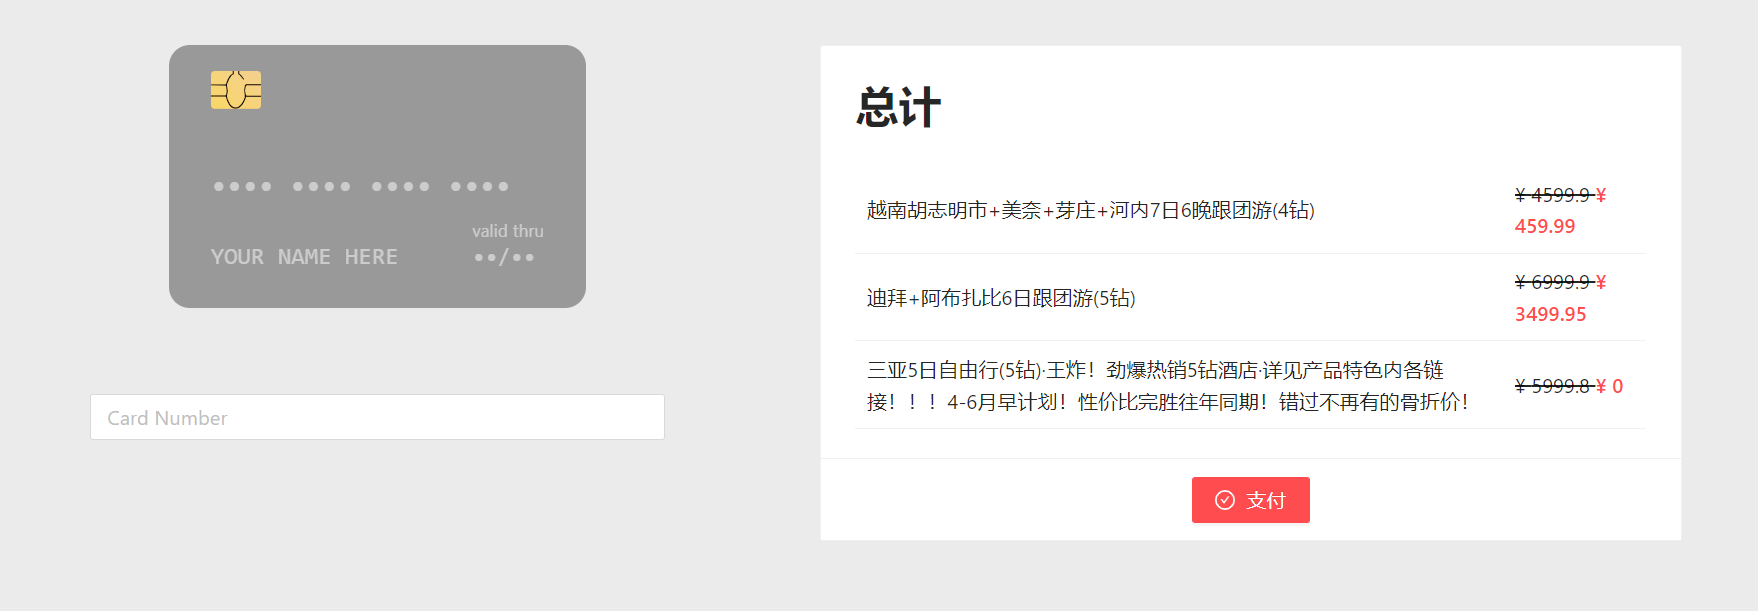 •••• •••• •••• ••••
valid thru
YOUR NAME HERE
••/••
Card Number
总计
越南胡志明市+美奈+芽庄+河内7日6晚跟团游(4钻)
¥ 4599.9 ¥
459.99
迪拜+阿布扎比6日跟团游(5钻)
¥ 6999.9 ¥
3499.95
三亚5日自由行(5钻)·王炸！劲爆热销5钻酒店·详见产品特色内各链
接！！！4-6月早计划！性价比完胜往年同期！错过不再有的骨折价！
¥ 5999.8 ¥ 0
支付